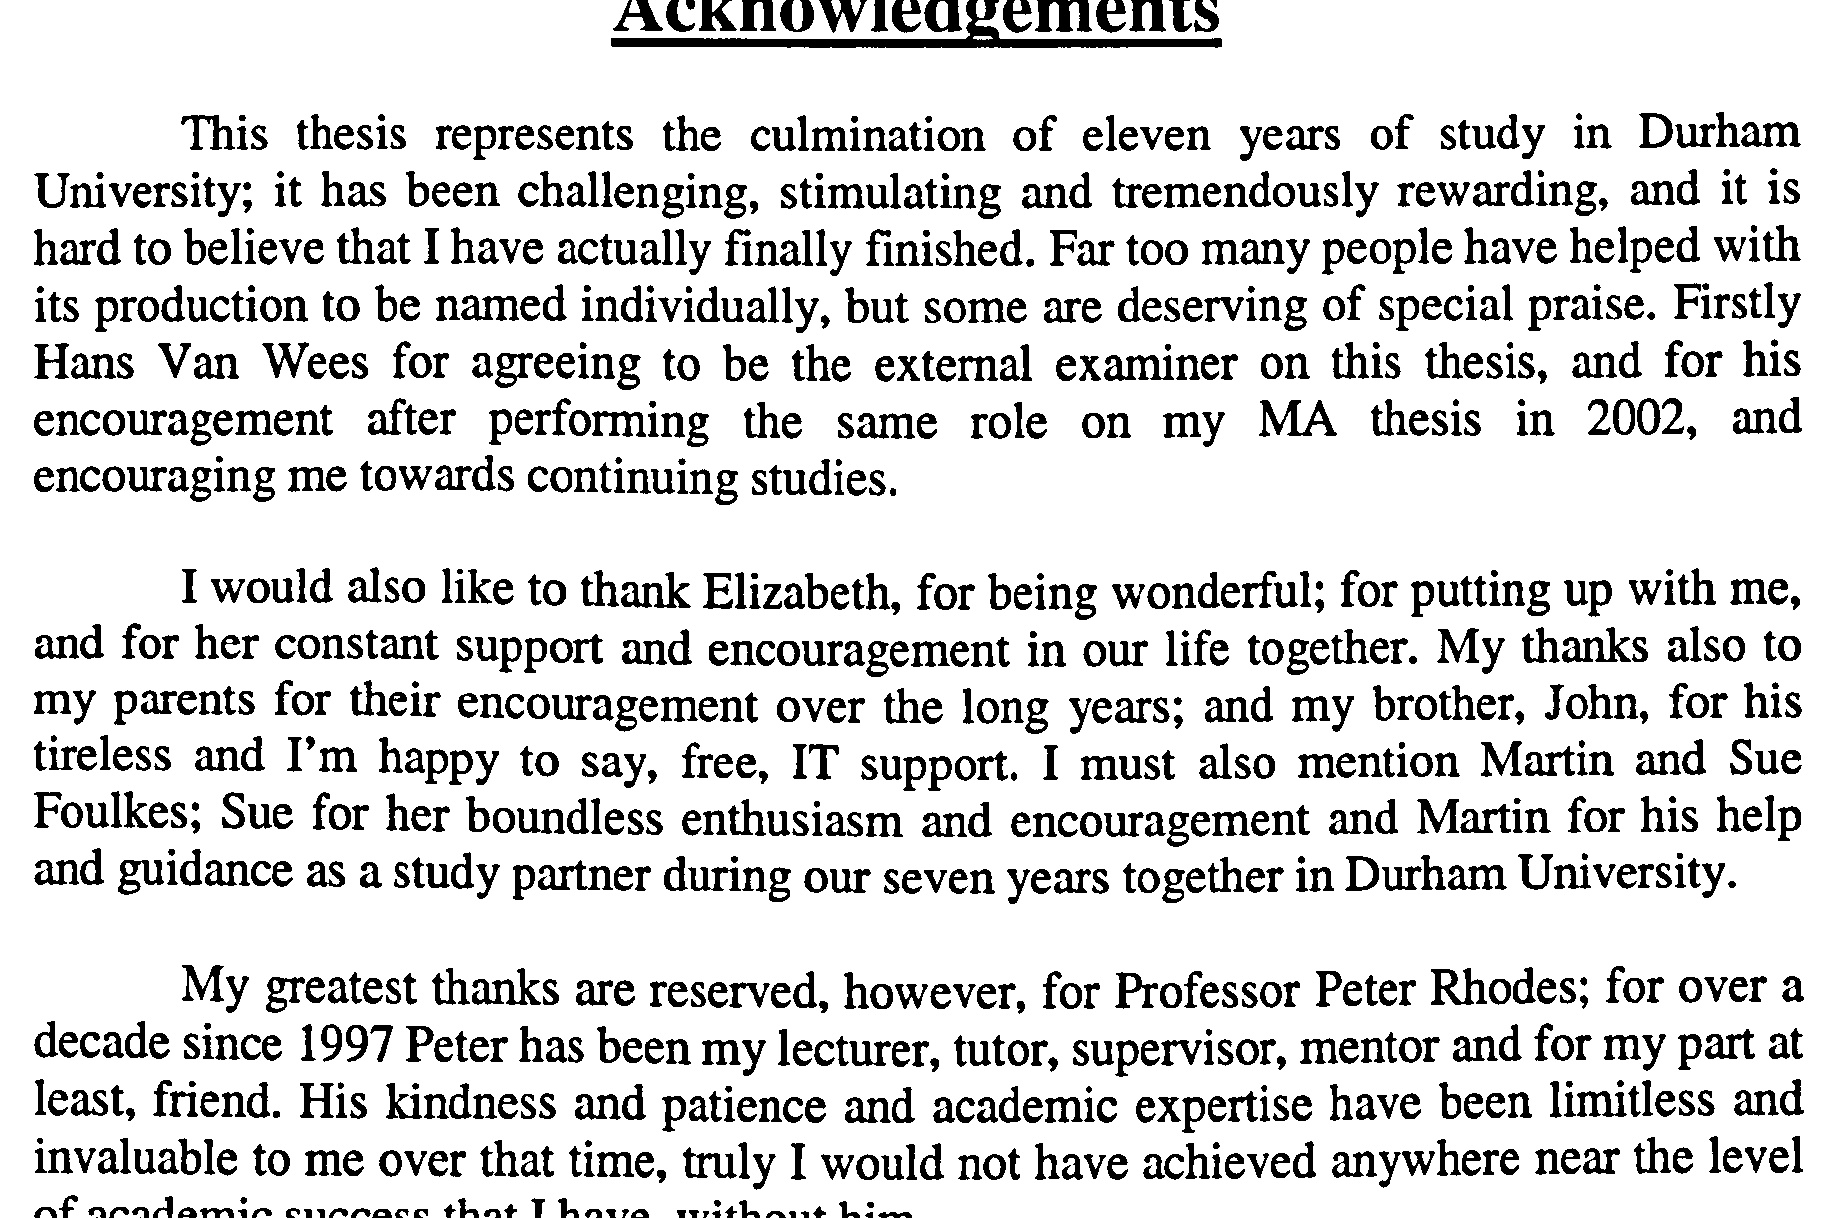 Acknowledgements
This thesis represents the culmination of eleven years of study in Durham
University; it has been challenging, stimulating and tremendously rewarding, and it is
hard to believe that I have actually finally finished. Far too many people have helped with
its production to be named individually, but some are deserving of special praise. Firstly
Hans Van Wees for agreeing to be the external examiner on this thesis, and for his
encouragement after performing the same role on my MA thesis in 2002, and
encouraging me towards continuing studies.
I would also like to thank Elizabeth, for being wonderful; for putting up with me,
and for her constant support and encouragement in our life together. My thanks also to
my parents for their encouragement over the long years; and my brother, John, for his
tireless and I'm happy to say, free, IT support. I must also mention Martin and Sue
Foulkes; Sue for her boundless enthusiasm and encouragement and Martin for his help
and guidance as a study partner during our seven years together in Durham University.
My greatest thanks are reserved, however, for Professor Peter Rhodes; for over a
decade since 1997 Peter has been my lecturer, tutor, supervisor, mentor and for my part at
least, friend. His kindness and patience and academic expertise have been limitless and
invaluable to me over that time, truly I would not have achieved anywhere near the level
of academic success that I have, without him.